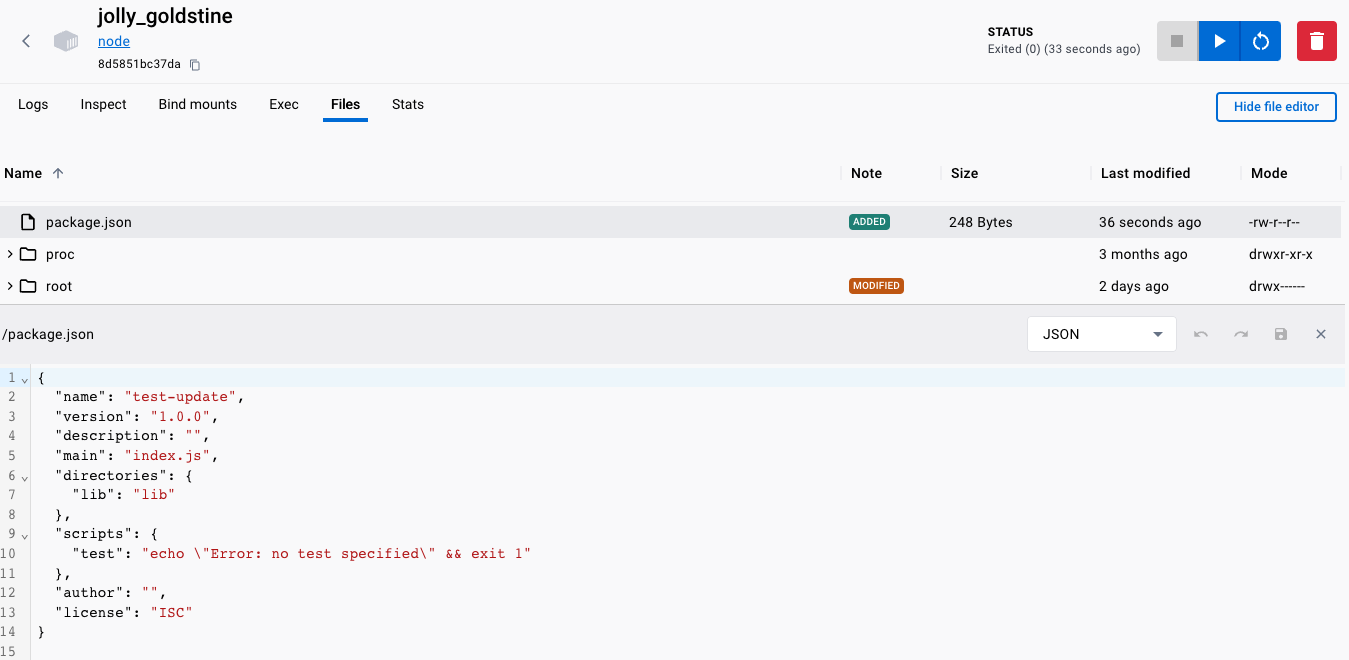 jolly_goldstine
node
8d5851bc37da
STATUS
Exited (0) (33 seconds ago)
Logs Inspect Bind mounts Exec Files Stats
Hide file editor
Name Note Size Last modified Mode
package.json ADDED 248 Bytes 36 seconds ago -rw-r--r--
proc 3 months ago drwxr-xr-x
root MODIFIED 2 days ago drwx------
/package.json JSON
1 {
2   "name": "test-update",
3   "version": "1.0.0",
4   "description": "",
5   "main": "index.js",
6   "directories": {
7     "lib": "lib"
8   },
9   "scripts": {
10     "test": "echo \"Error: no test specified\" && exit 1"
11   },
12   "author": "",
13   "license": "ISC"
14 }
15